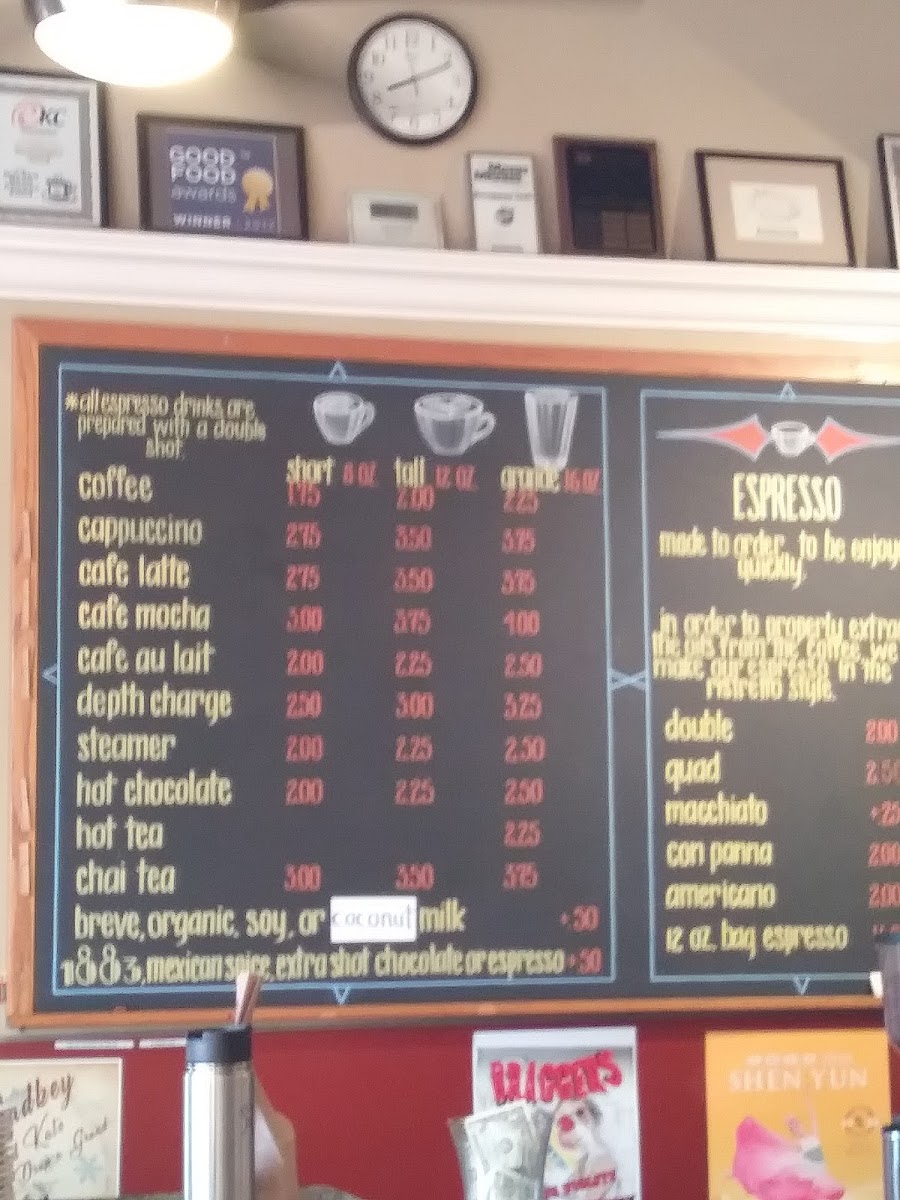 KC
GOOD
FOOD
awards
WINNER
*all espresso drinks are
prepared with a double
shot.
short 8 oz. tall 12 oz. grande 16 oz.
coffee 1.75 2.00 2.25
cappuccino 2.75 3.50 3.75
cafe latte 2.75 3.50 3.75
cafe mocha 3.00 3.75 4.00
cafe au lait 2.00 2.25 2.50
depth charge 2.50 3.00 3.25
steamer 2.00 2.25 2.50
hot chocolate 2.00 2.25 2.50
hot tea 2.25
chai tea 3.00 3.50 3.75
breve, organic, soy, or coconut milk +.50
1883, mexican spice, extra shot chocolate or espresso +.50
ESPRESSO
made to order... to be enjoy
quickly.
in order to properly extra
the oils from the coffee, we
make our espresso in the
ristretto style.
double 2.00
quad 2.50
macchiato +.25
con panna 2.00
americano 2.00
12 oz. bag espresso
SHEN YUN